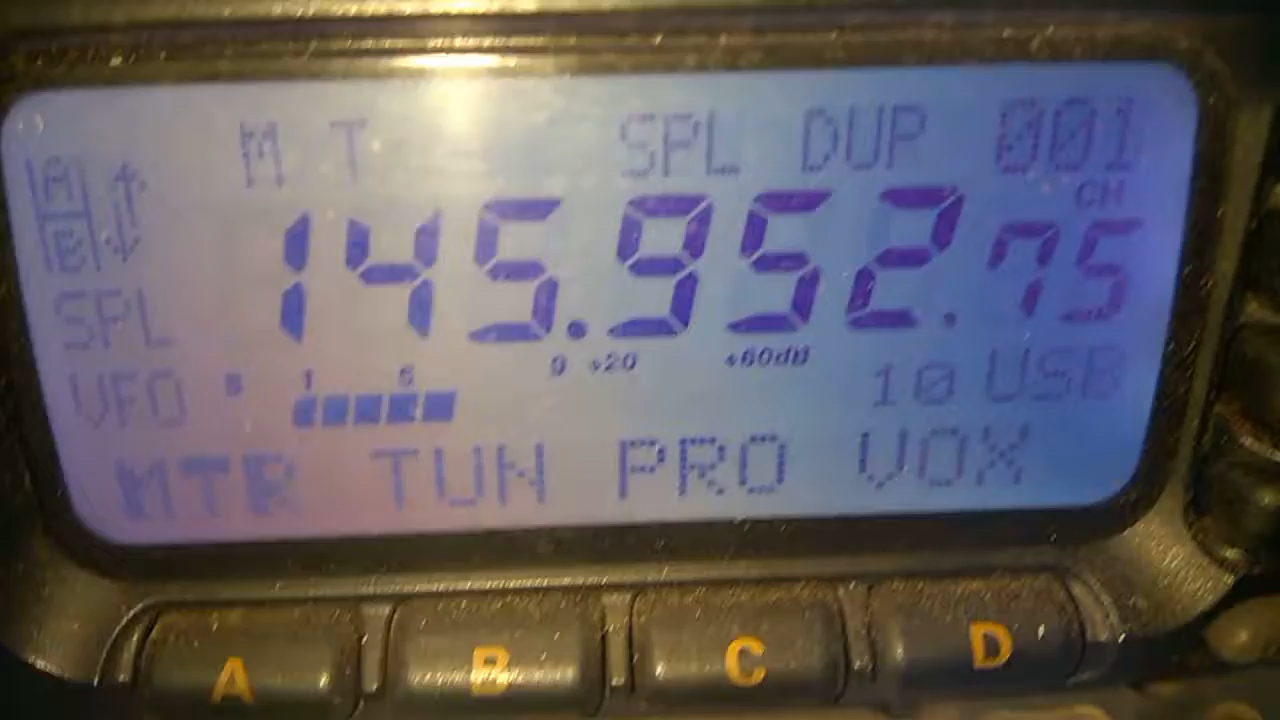 M T SPL DUP 001
A CH
B 145.952.75
SPL
9 +20 +60dB
VFO S 1 5 10 USB
MTR TUN PRO VOX
A B C D